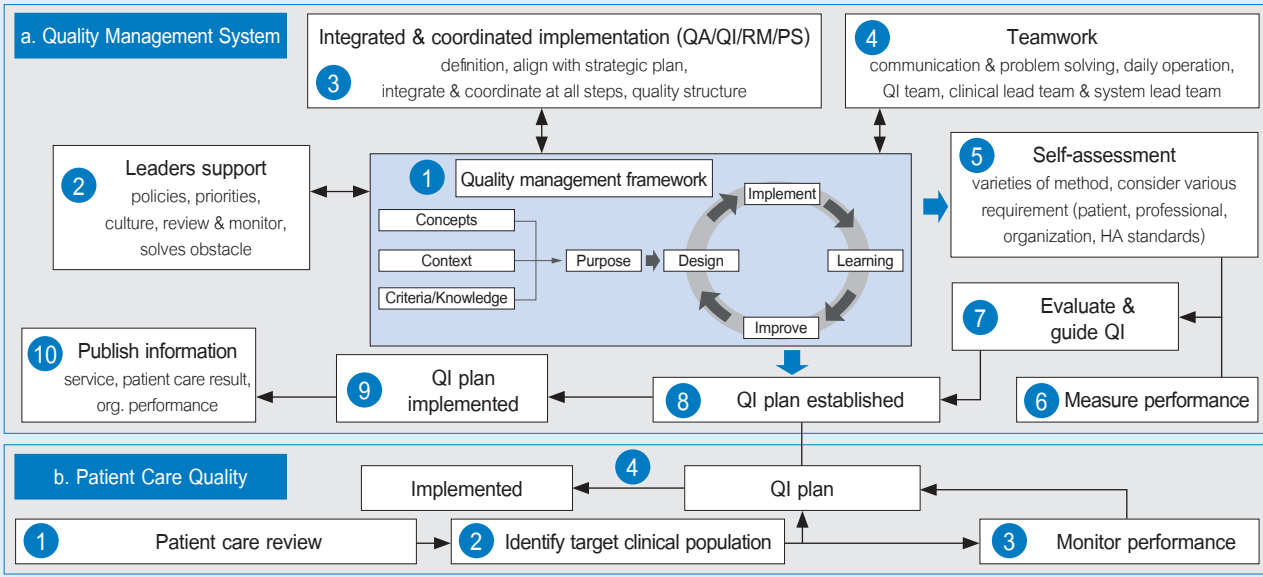 a. Quality Management System
Integrated & coordinated implementation (QA/QI/RM/PS)
3
definition, align with strategic plan,
integrate & coordinate at all steps, quality structure
4
Teamwork
communication & problem solving, daily operation,
QI team, clinical lead team & system lead team
2
Leaders support
policies, priorities,
culture, review & monitor,
solves obstacle
1
Quality management framework
Concepts
Context
Criteria/Knowledge
Purpose
Design
Implement
Learning
Improve
5
Self-assessment
varieties of method, consider various
requirement (patient, professional,
organization, HA standards)
7
Evaluate &
guide QI
6
Measure performance
8
QI plan established
9
QI plan
implemented
10
Publish information
service, patient care result,
org. performance
b. Patient Care Quality
Implemented
4
QI plan
1
Patient care review
2
Identify target clinical population
3
Monitor performance